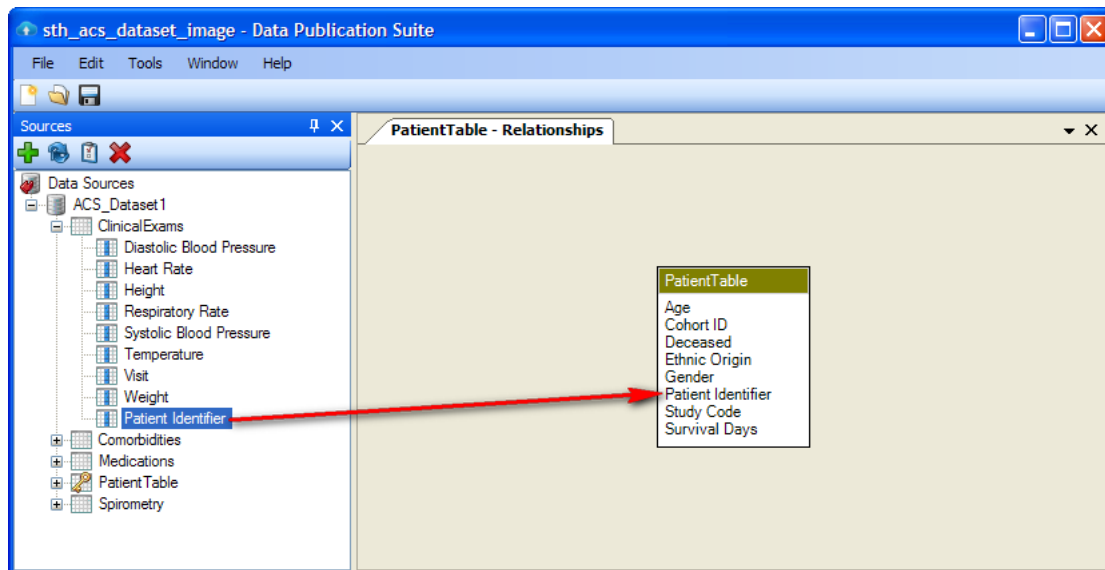 sth_acs_dataset_image - Data Publication Suite
File Edit Tools Window Help
Sources
PatientTable - Relationships
Data Sources
ACS_Dataset1
ClinicalExams
Diastolic Blood Pressure
Heart Rate
Height
Respiratory Rate
Systolic Blood Pressure
Temperature
Visit
Weight
Patient Identifier
Comorbidities
Medications
PatientTable
Spirometry
PatientTable
Age
Cohort ID
Deceased
Ethnic Origin
Gender
Patient Identifier
Study Code
Survival Days